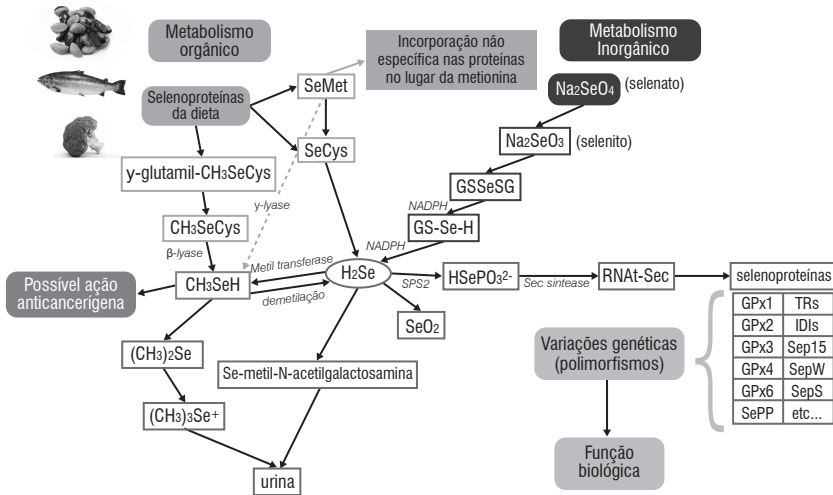 Metabolismo
orgânico
Incorporação não
específica nas proteínas
no lugar da metionina
Metabolismo
Inorgânico
Selenoproteínas
da dieta
SeMet
Na₂SeO₄ (selenato)
SeCys
Na₂SeO₃ (selenito)
y-glutamil-CH₃SeCys
GSSeSG
y-lyase
NADPH
CH₃SeCys
GS-Se-H
β-lyase
NADPH
Possível ação
anticancerígena
CH₃SeH
Metil transferase
demetilação
H₂Se
SPS2
HSePO₃²⁻
Sec sintease
RNAt-Sec
selenoproteínas
SeO₂
GPx1 TRs
GPx2 IDIs
GPx3 Sep15
GPx4 SepW
GPx6 SepS
SePP etc...
Variações genéticas
(polimorfismos)
(CH₃)₂Se
Se-metil-N-acetilgalactosamina
(CH₃)₃Se⁺
Função
biológica
urina